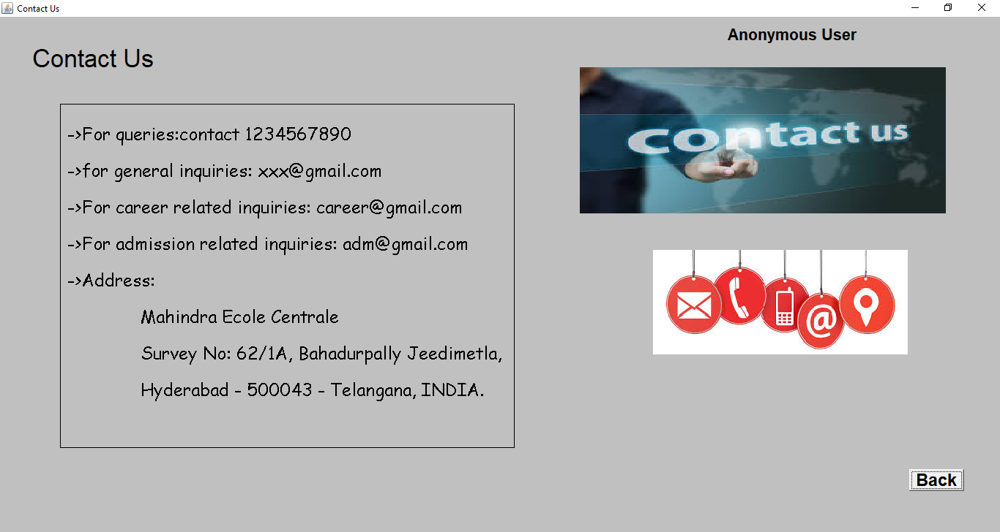 Contact Us
Anonymous User
Contact Us
contact us
->For queries:contact 1234567890
->for general inquiries: xxx@gmail.com
->For career related inquiries: career@gmail.com
->For admission related inquiries: adm@gmail.com
->Address:
Mahindra Ecole Centrale
Survey No: 62/1A, Bahadurpally Jeedimetla,
Hyderabad - 500043 - Telangana, INDIA.
@
Back